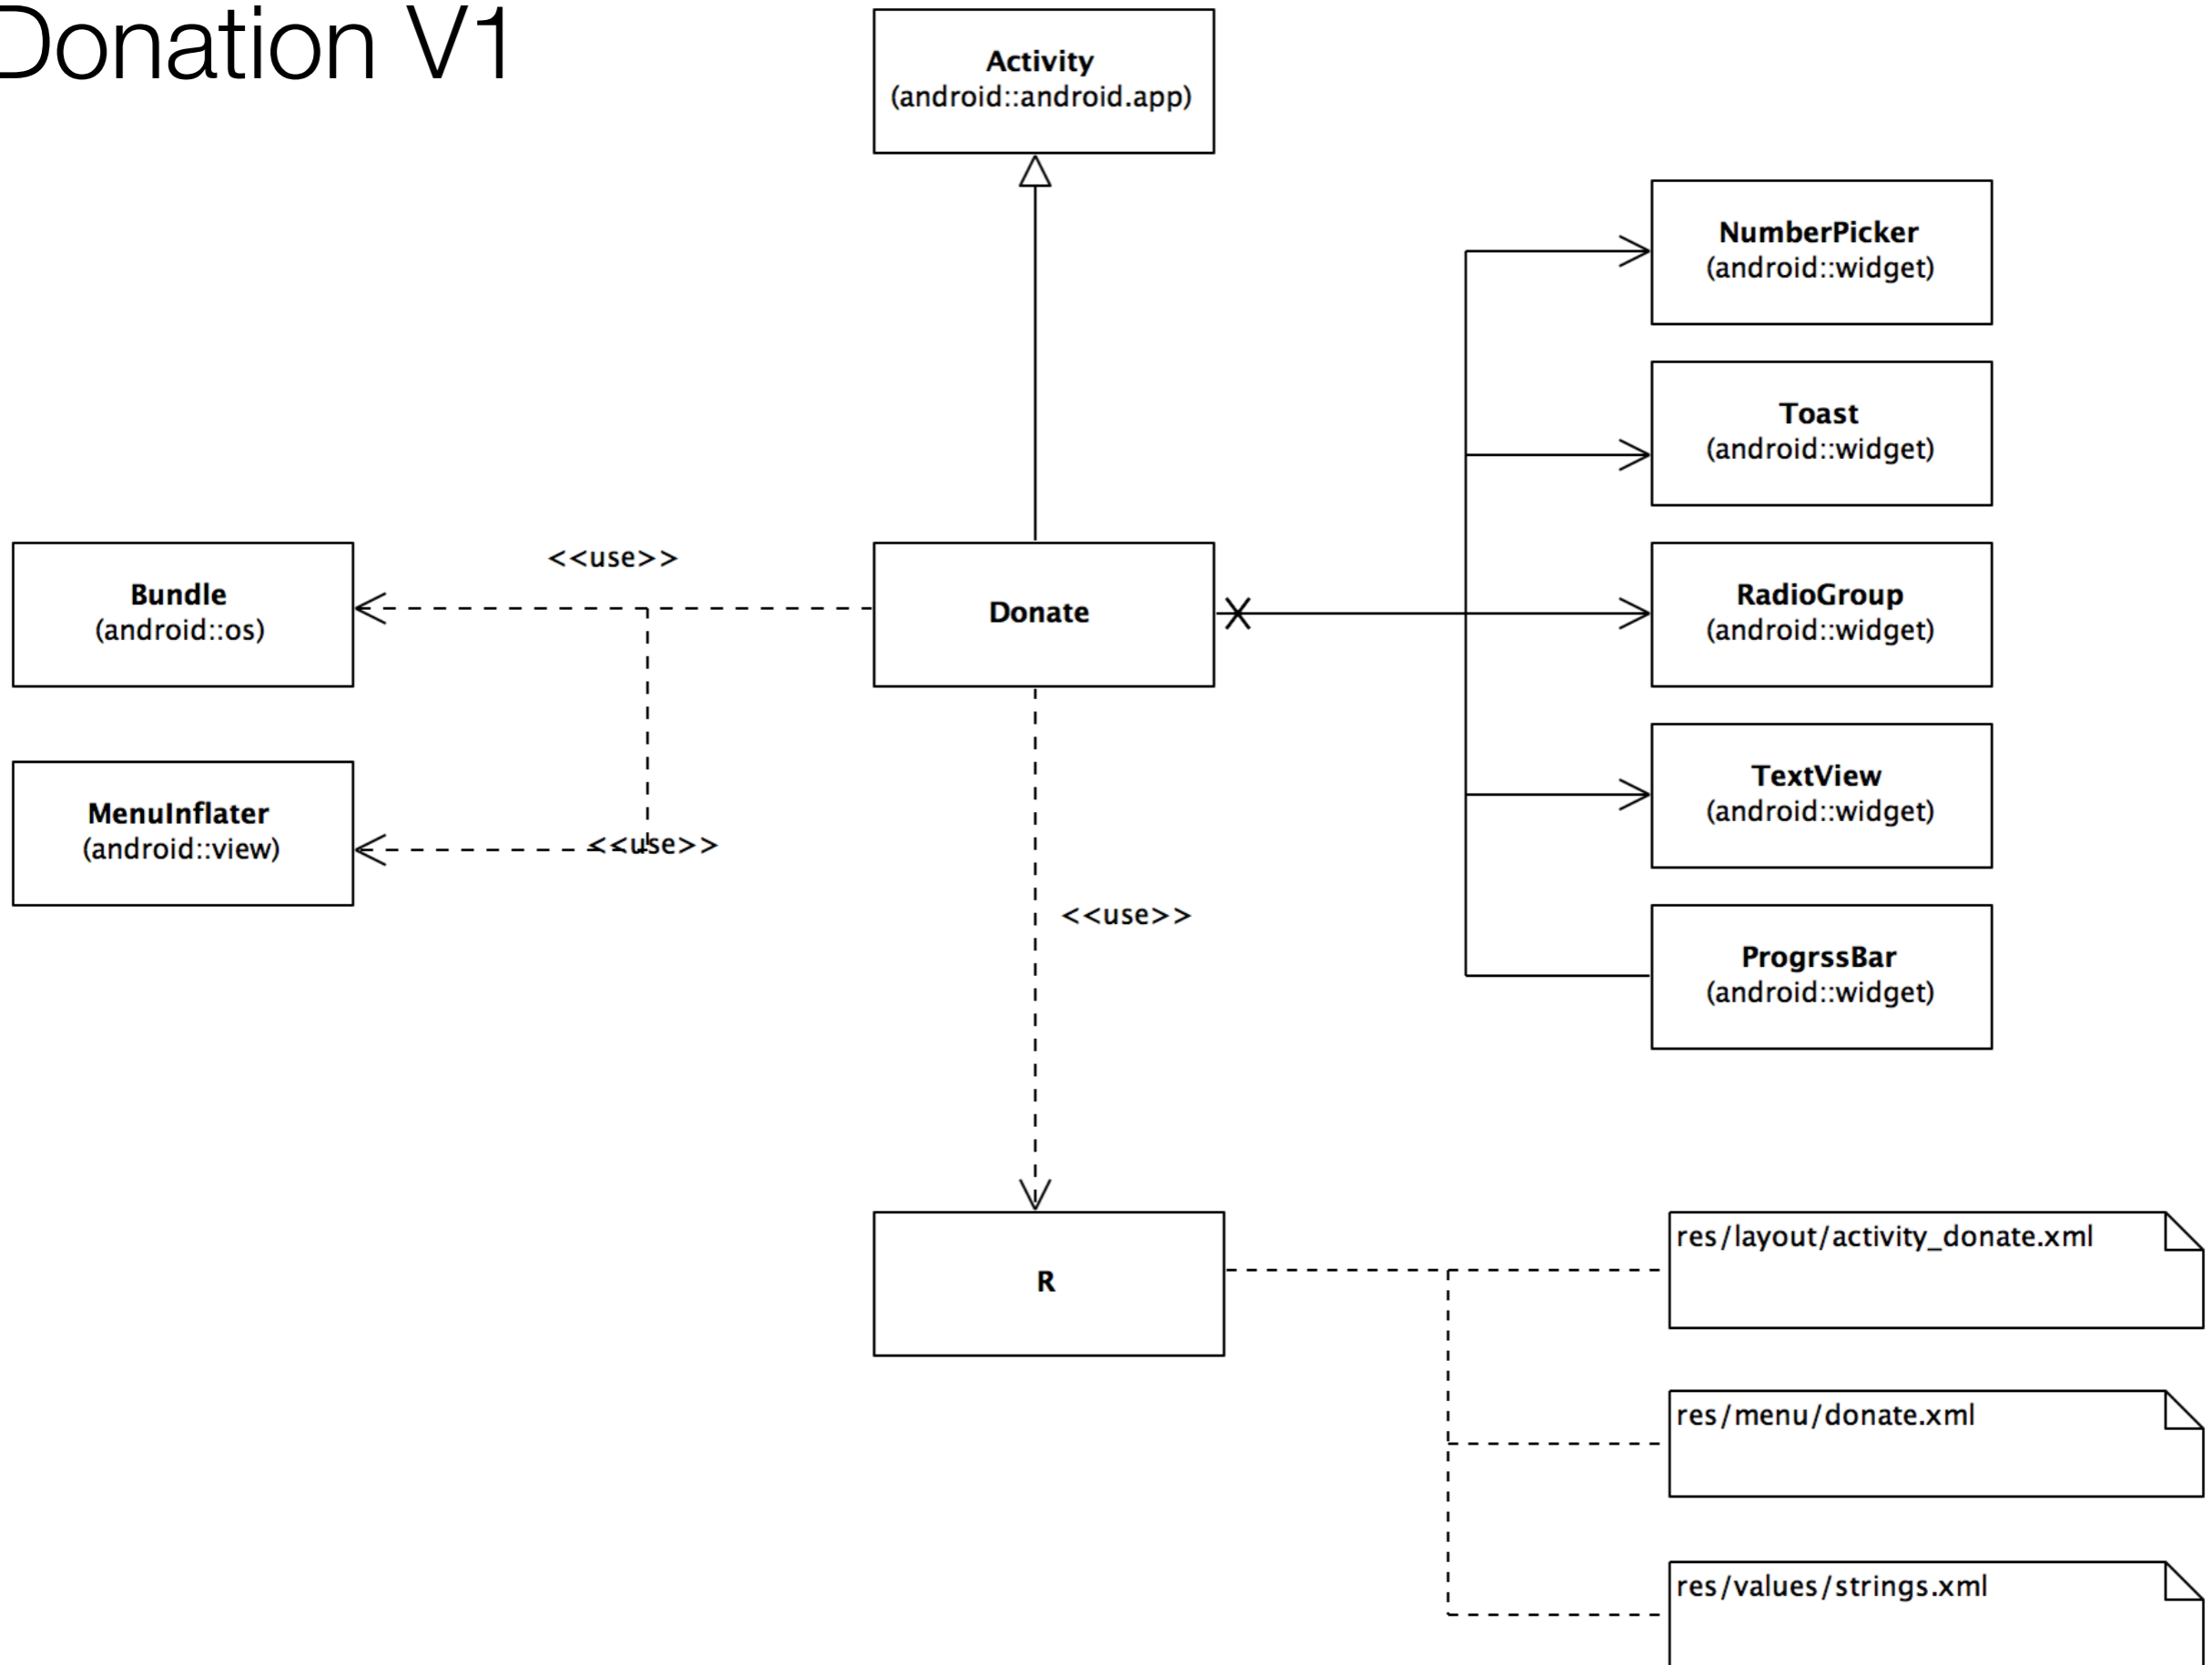 Donation V1
Activity
(android::android.app)
NumberPicker
(android::widget)
Toast
(android::widget)
<<use>>
Bundle
(android::os)
Donate
RadioGroup
(android::widget)
MenuInflater
(android::view)
<<use>>
TextView
(android::widget)
<<use>>
ProgrssBar
(android::widget)
R
res/layout/activity_donate.xml
res/menu/donate.xml
res/values/strings.xml